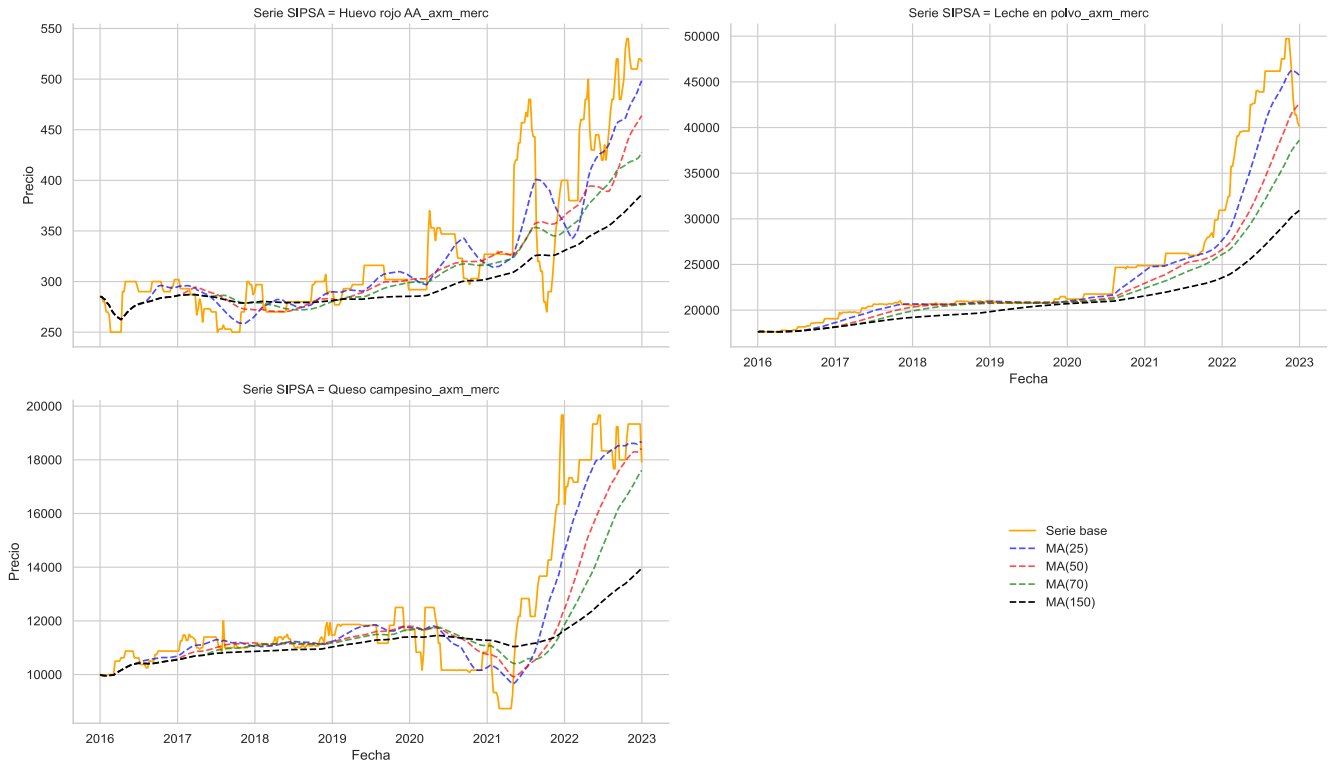 Serie SIPSA = Huevo rojo AA_axm_merc
550
500
450
400
350
300
250
Precio
Serie SIPSA = Leche en polvo_axm_merc
50000
45000
40000
35000
30000
25000
20000
2016 2017 2018 2019 2020 2021 2022 2023
Fecha
Serie SIPSA = Queso campesino_axm_merc
20000
18000
16000
14000
12000
10000
Precio
2016 2017 2018 2019 2020 2021 2022 2023
Fecha
Serie base
MA(25)
MA(50)
MA(70)
MA(150)